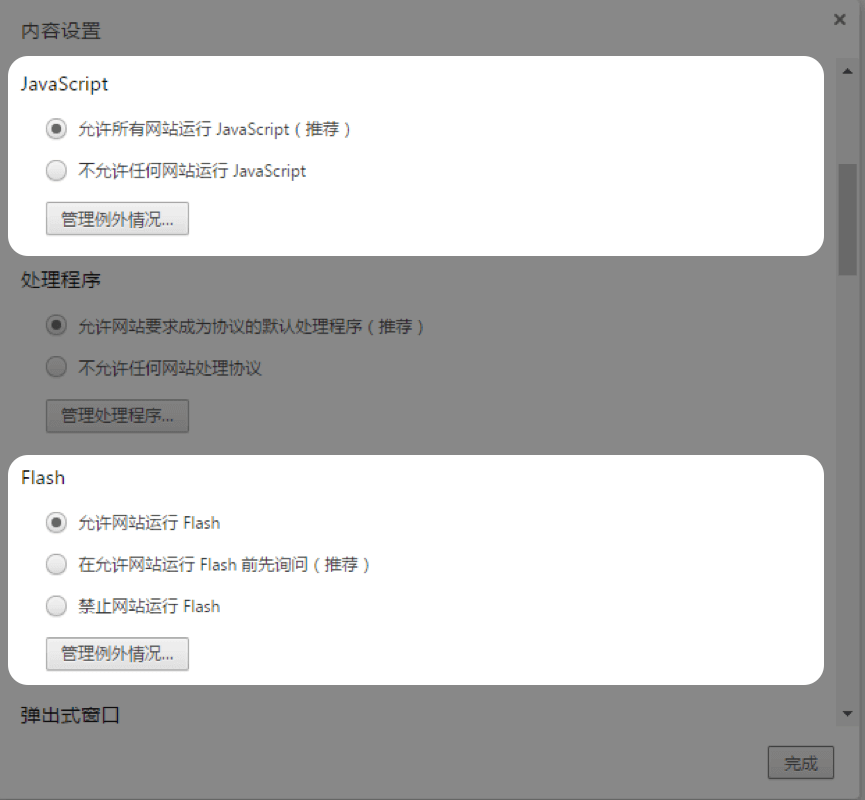 内容设置
JavaScript
允许所有网站运行 JavaScript（推荐）
不允许任何网站运行 JavaScript
管理例外情况...
处理程序
允许网站要求成为协议的默认处理程序（推荐）
不允许任何网站处理协议
管理处理程序...
Flash
允许网站运行 Flash
在允许网站运行 Flash 前先询问（推荐）
禁止网站运行 Flash
管理例外情况...
弹出式窗口
完成